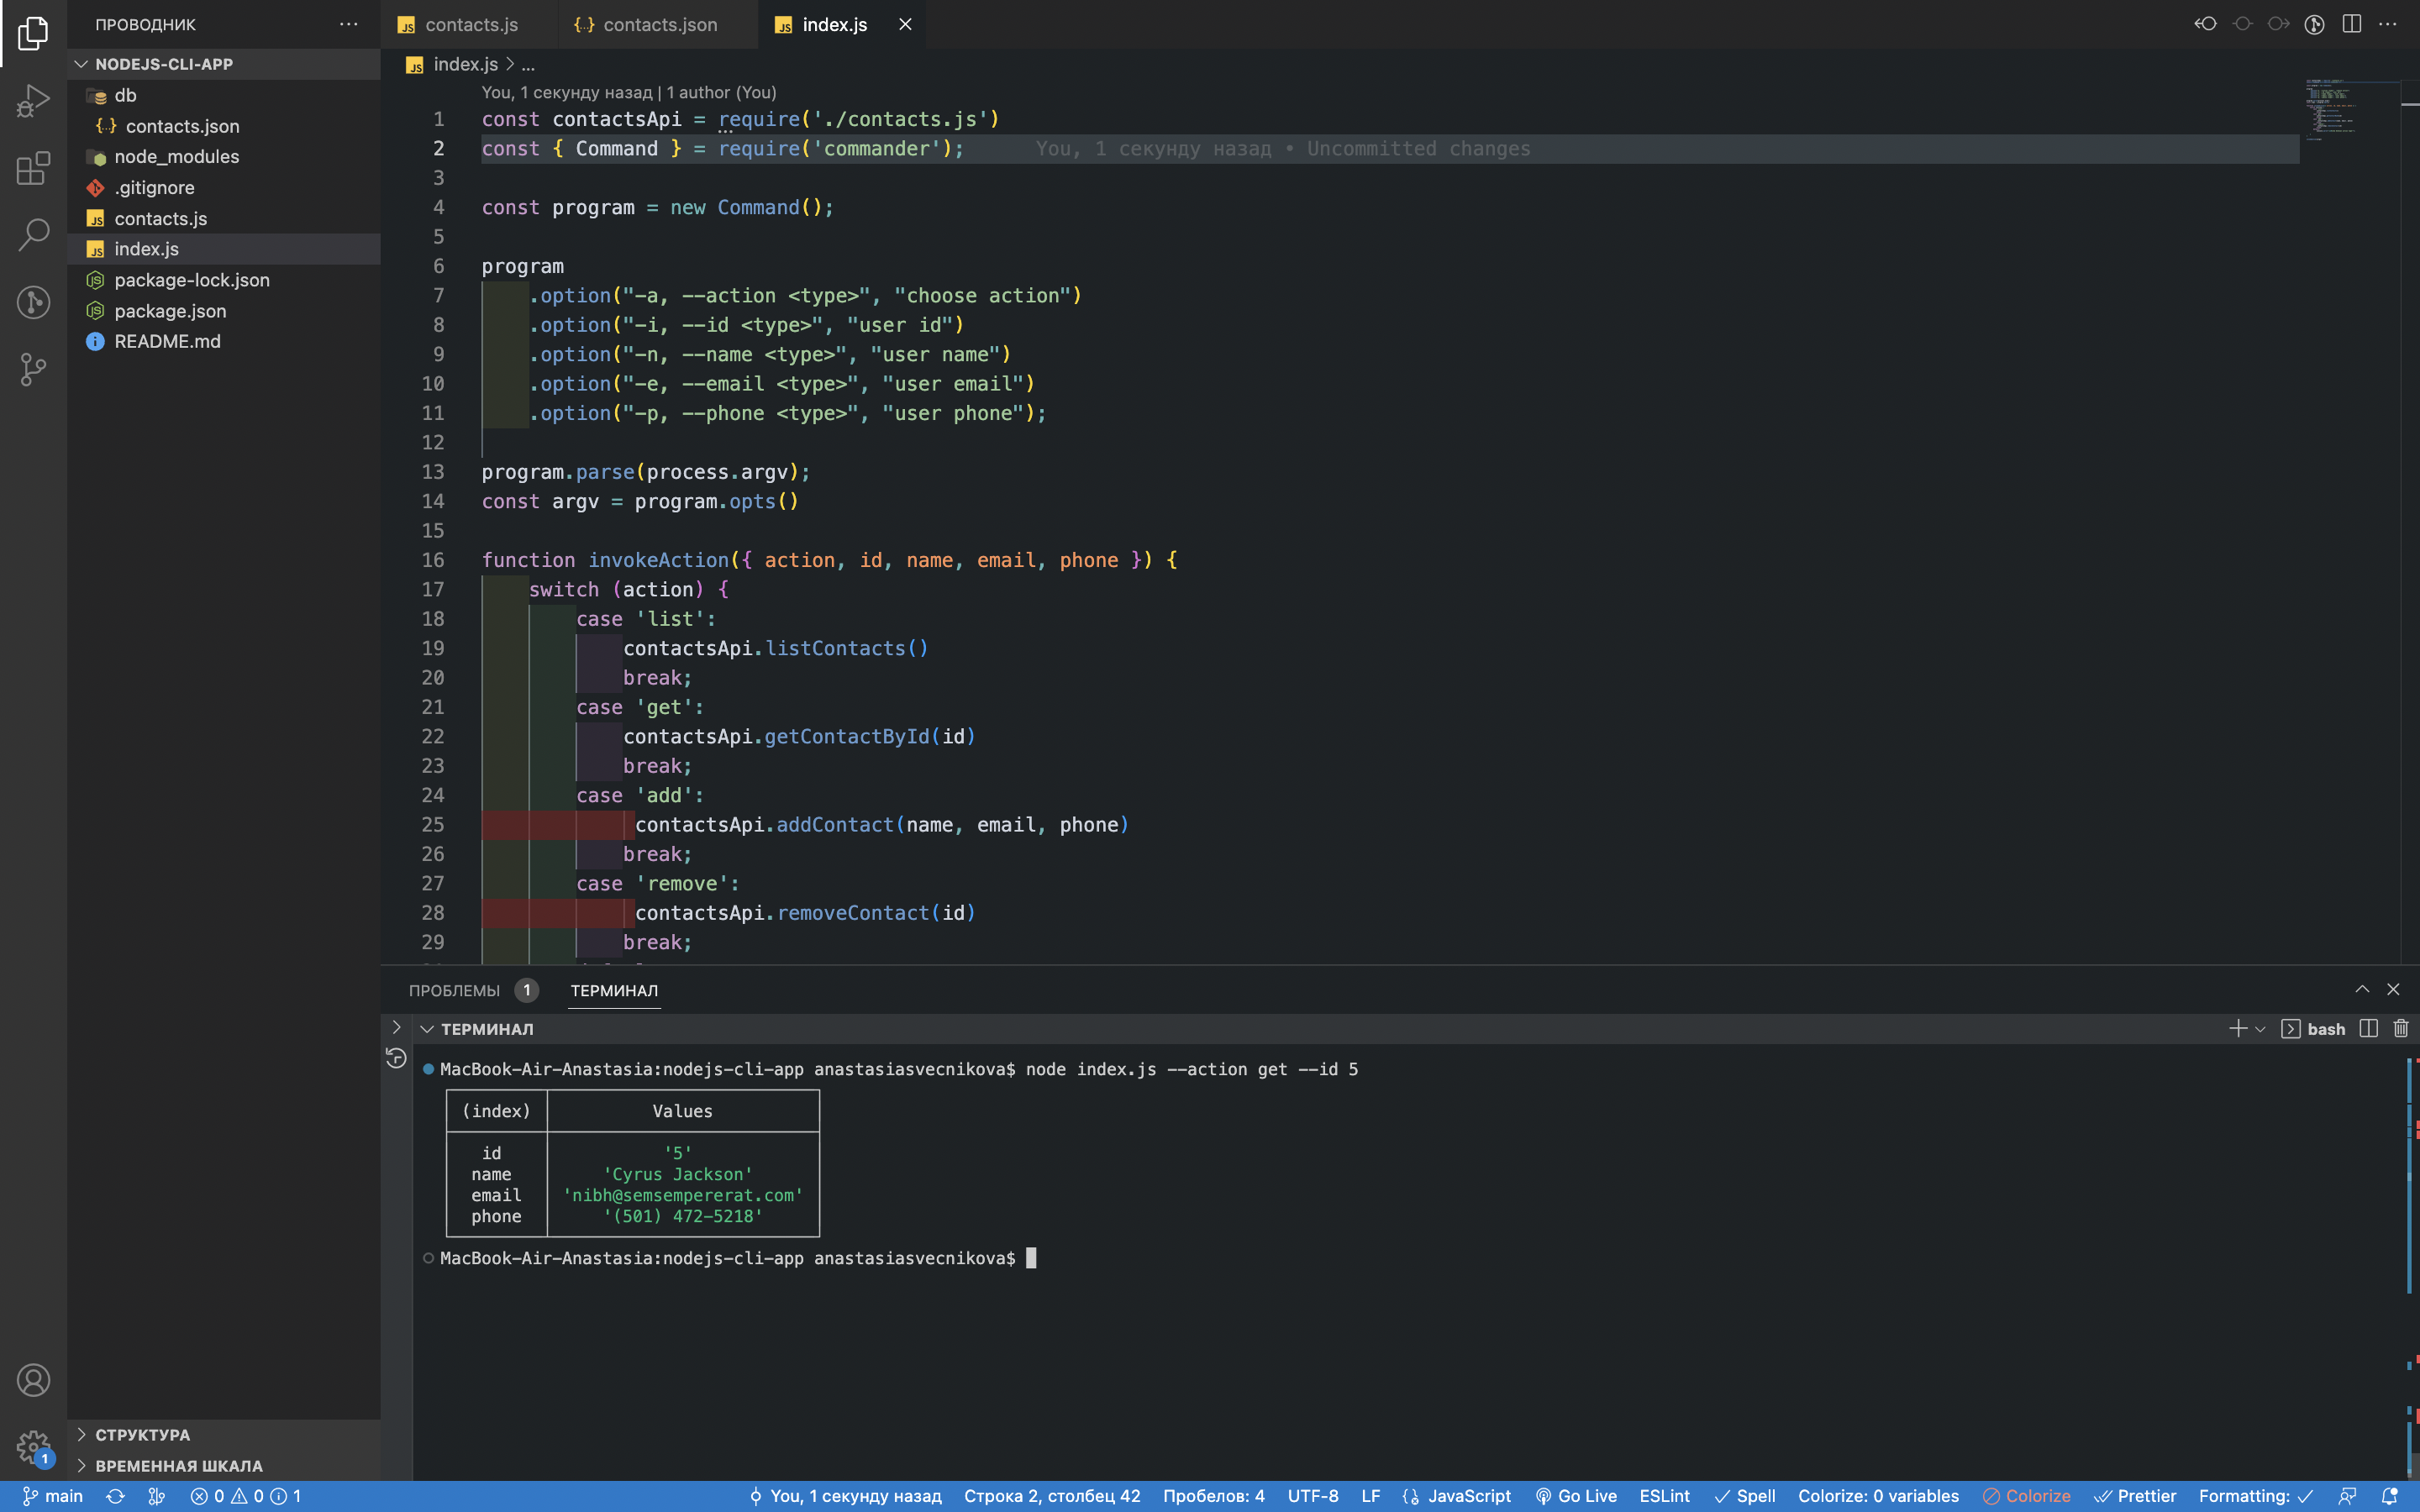 ПРОВОДНИК
NODEJS-CLI-APP
db
contacts.json
node_modules
.gitignore
contacts.js
index.js
package-lock.json
package.json
README.md
СТРУКТУРА
ВРЕМЕННАЯ ШКАЛА
contacts.js
contacts.json
index.js
index.js > ...
You, 1 секунду назад | 1 author (You)
1 const contactsApi = require('./contacts.js')
2 const { Command } = require('commander'); You, 1 секунду назад • Uncommitted changes
3
4 const program = new Command();
5
6 program
7 .option("-a, --action <type>", "choose action")
8 .option("-i, --id <type>", "user id")
9 .option("-n, --name <type>", "user name")
10 .option("-e, --email <type>", "user email")
11 .option("-p, --phone <type>", "user phone");
12
13 program.parse(process.argv);
14 const argv = program.opts()
15
16 function invokeAction({ action, id, name, email, phone }) {
17 switch (action) {
18 case 'list':
19 contactsApi.listContacts()
20 break;
21 case 'get':
22 contactsApi.getContactById(id)
23 break;
24 case 'add':
25 contactsApi.addContact(name, email, phone)
26 break;
27 case 'remove':
28 contactsApi.removeContact(id)
29 break;
ПРОБЛЕМЫ 1 ТЕРМИНАЛ
ТЕРМИНАЛ
bash
MacBook-Air-Anastasia:nodejs-cli-app anastasiasvecnikova$ node index.js --action get --id 5
(index) Values
id '5'
name 'Cyrus Jackson'
email 'nibh@semsempererat.com'
phone '(501) 472-5218'
MacBook-Air-Anastasia:nodejs-cli-app anastasiasvecnikova$
1
main 0 0 1 You, 1 секунду назад Строка 2, столбец 42 Пробелов: 4 UTF-8 LF JavaScript Go Live ESLint Spell Colorize: 0 variables Colorize Prettier Formatting: ✓